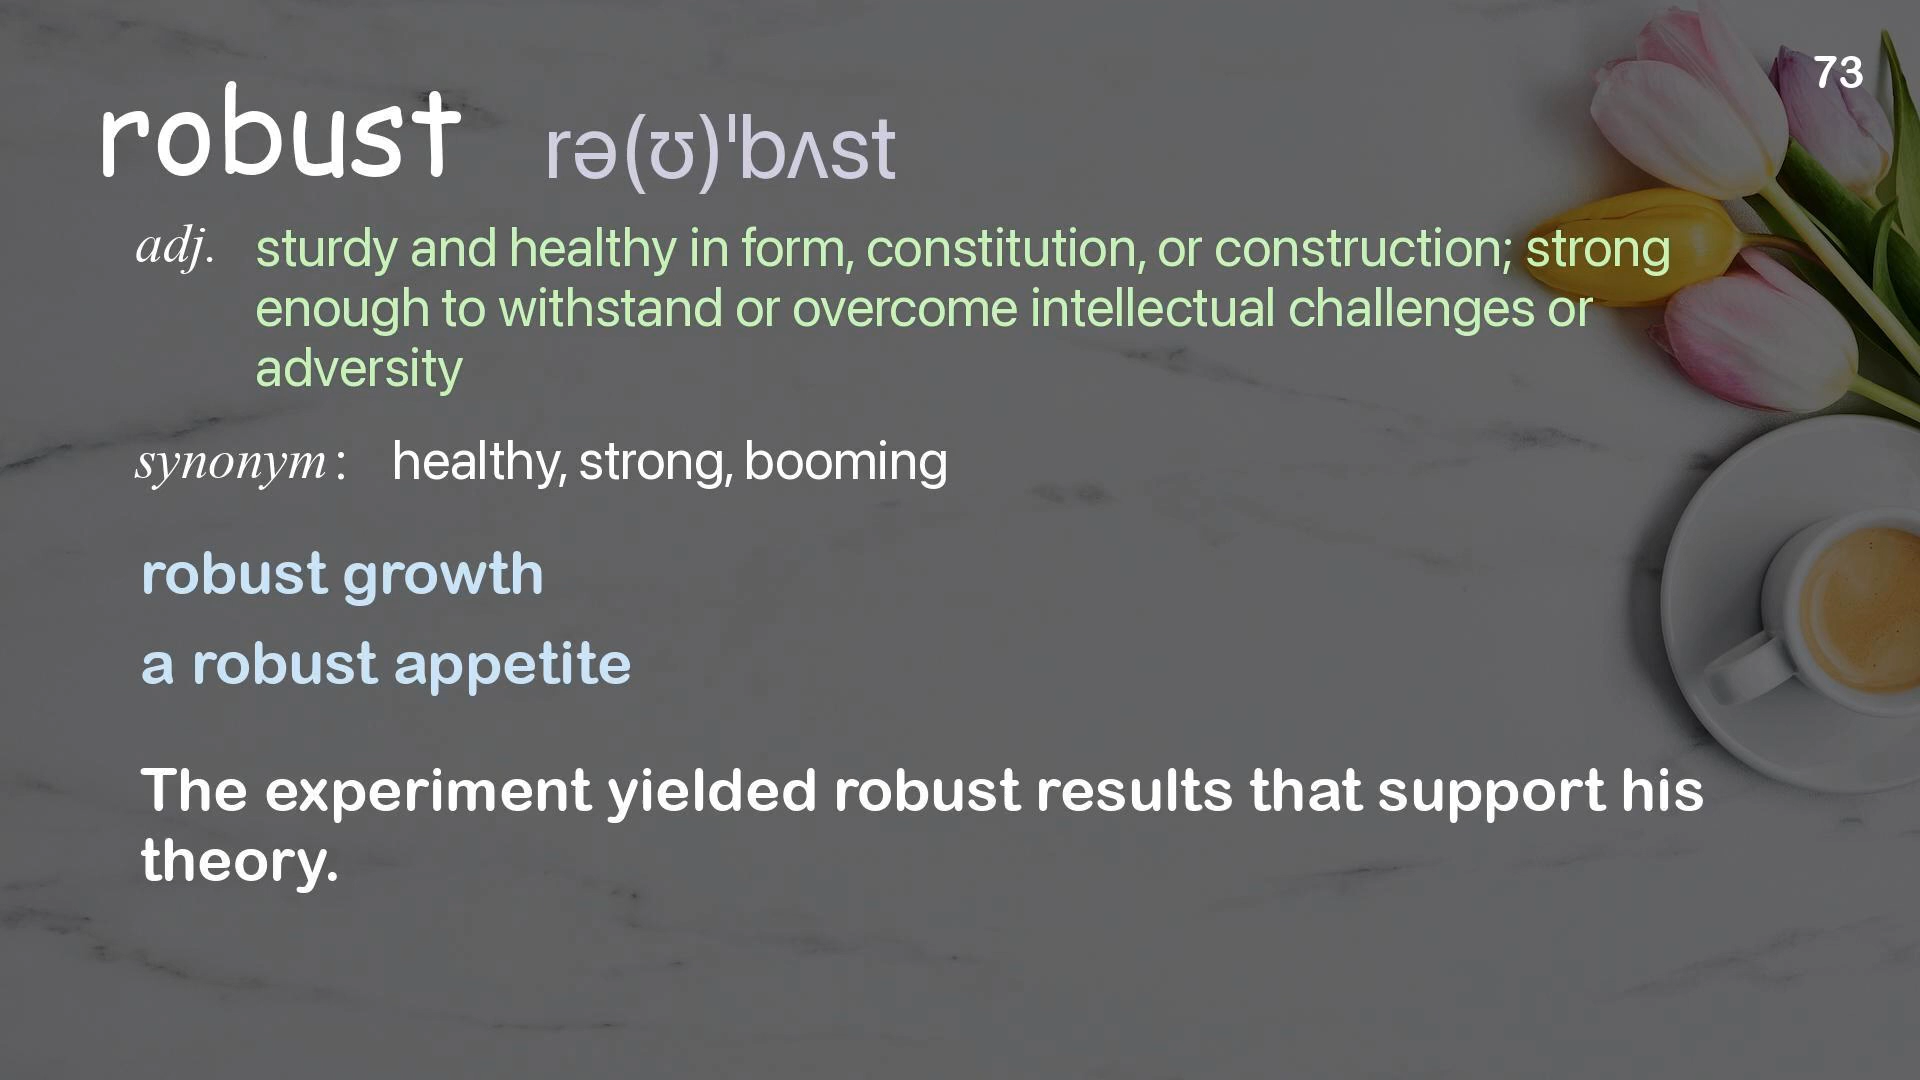 73
robust rə(ʊ)ˈbʌst
adj. sturdy and healthy in form, constitution, or construction; strong
enough to withstand or overcome intellectual challenges or
adversity
synonym: healthy, strong, booming
robust growth
a robust appetite
The experiment yielded robust results that support his
theory.